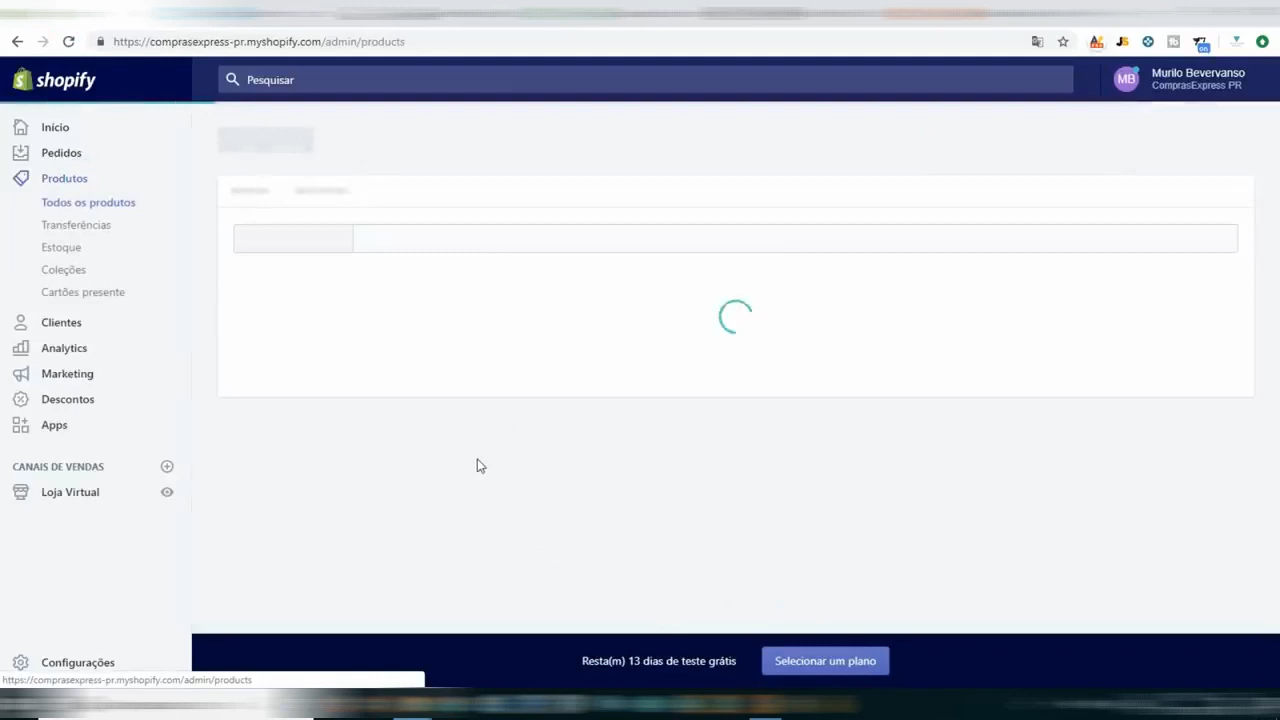 https://comprasexpress-pr.myshopify.com/admin/products
shopify
Pesquisar
MB
Murilo Bevervanso
ComprasExpress PR
Início
Pedidos
Produtos
Todos os produtos
Transferências
Estoque
Coleções
Cartões presente
Clientes
Analytics
Marketing
Descontos
Apps
CANAIS DE VENDAS
Loja Virtual
Configurações
Resta(m) 13 dias de teste grátis
Selecionar um plano
https://comprasexpress-pr.myshopify.com/admin/products